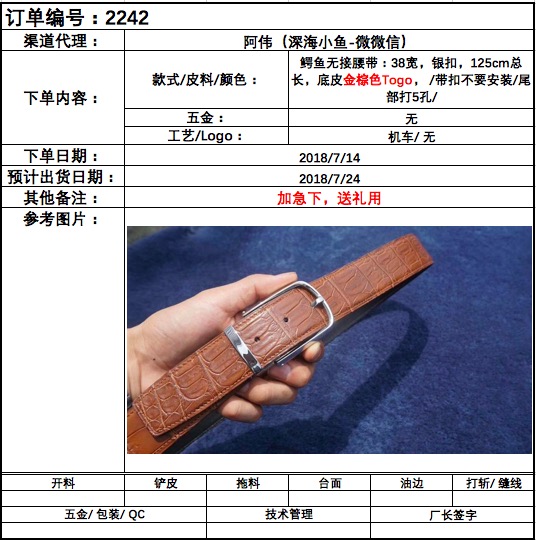 订单编号：2242
渠道代理： 阿伟（深海小鱼-微微信）
下单内容：
款式/皮料/颜色：
鳄鱼无接腰带：38宽，银扣，125cm总
长，底皮金棕色Togo， /带扣不要安装/尾
部打5孔/
五金： 无
工艺/Logo： 机车/ 无
下单日期： 2018/7/14
预计出货日期： 2018/7/24
其他备注： 加急下，送礼用
参考图片：
开料 铲皮 拖料 台面 油边 打斩/ 缝线
五金/ 包装/ QC 技术管理 厂长签字